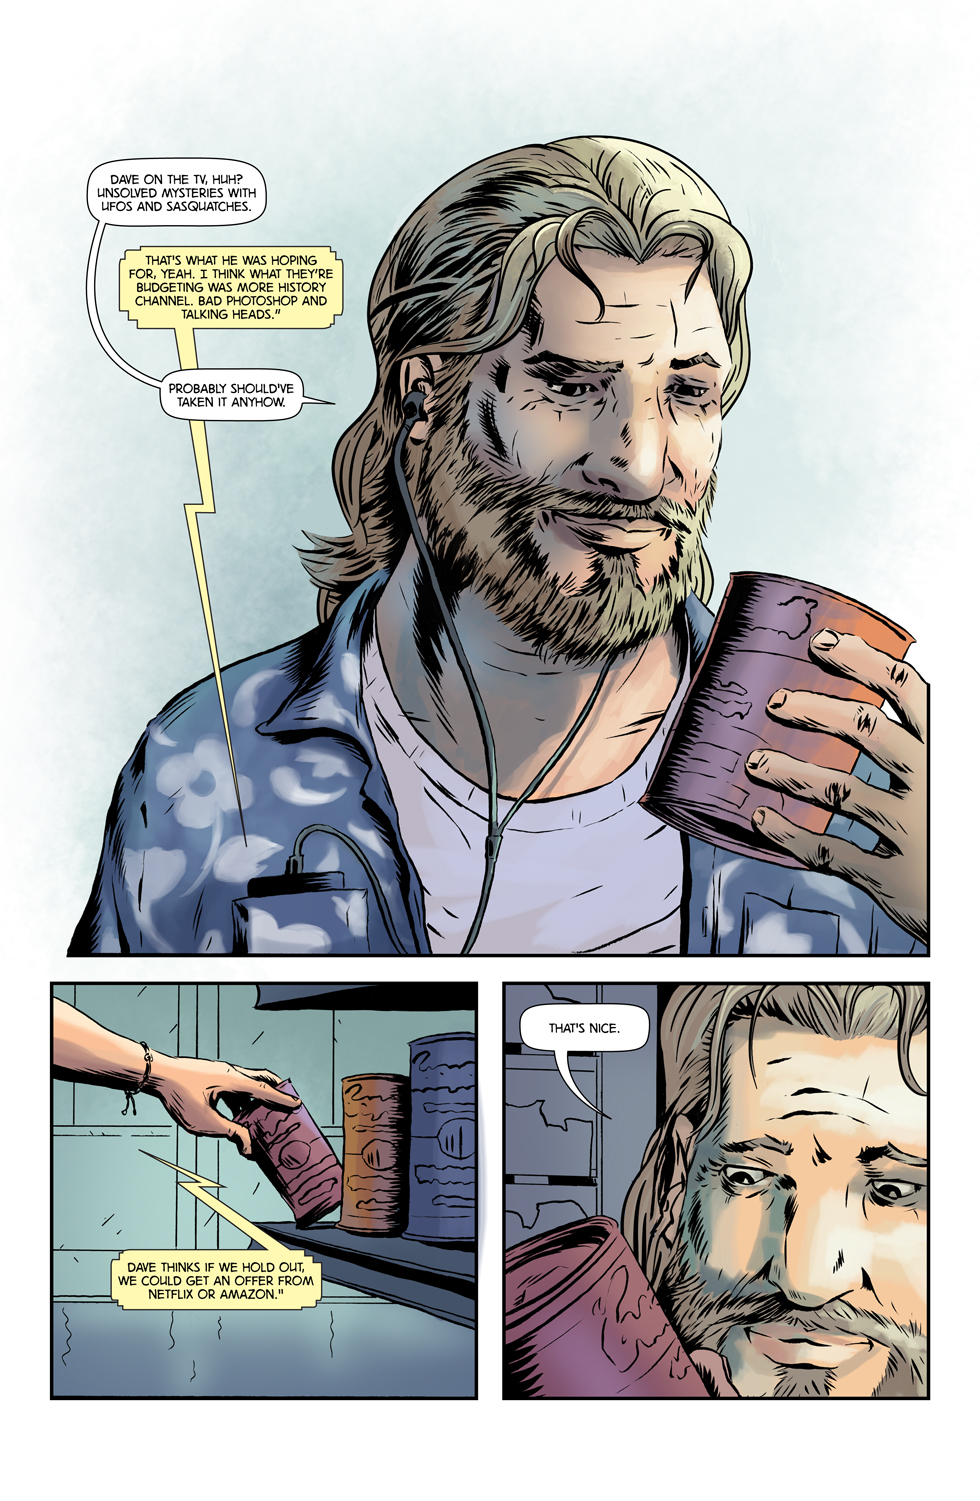 DAVE ON THE TV, HUH?
UNSOLVED MYSTERIES WITH
UFOS AND SASQUATCHES.
THAT'S WHAT HE WAS HOPING
FOR, YEAH. I THINK WHAT THEY'RE
BUDGETING WAS MORE HISTORY
CHANNEL. BAD PHOTOSHOP AND
TALKING HEADS."
PROBABLY SHOULD'VE
TAKEN IT ANYHOW.
DAVE THINKS IF WE HOLD OUT,
WE COULD GET AN OFFER FROM
NETFLIX OR AMAZON."
THAT'S NICE.